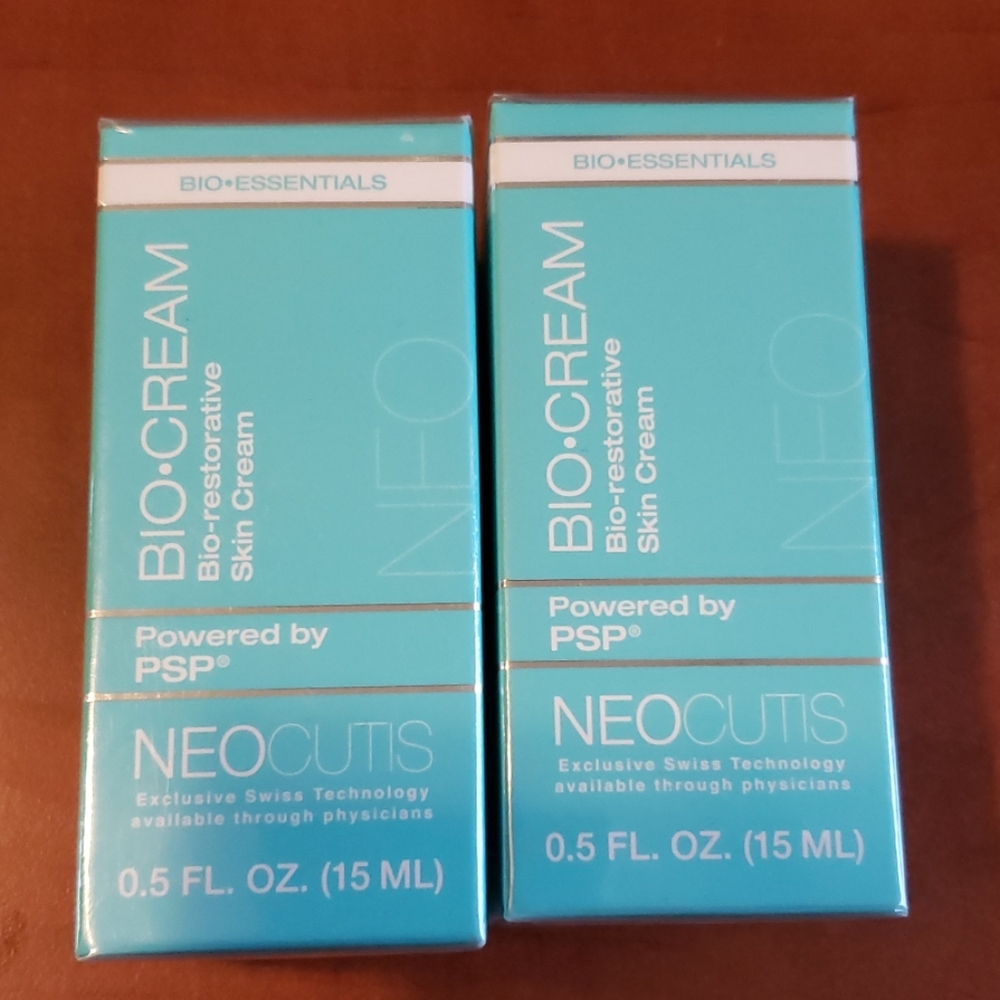 BIO•ESSENTIALS
BIO•CREAM
Bio-restorative
Skin Cream
NEO
Powered by
PSP®
NEOCUTIS
Exclusive Swiss Technology
available through physicians
0.5 FL. OZ. (15 ML)
BIO•ESSENTIALS
BIO•CREAM
Bio-restorative
Skin Cream
NEO
Powered by
PSP®
NEOCUTIS
Exclusive Swiss Technology
available through physicians
0.5 FL. OZ. (15 ML)